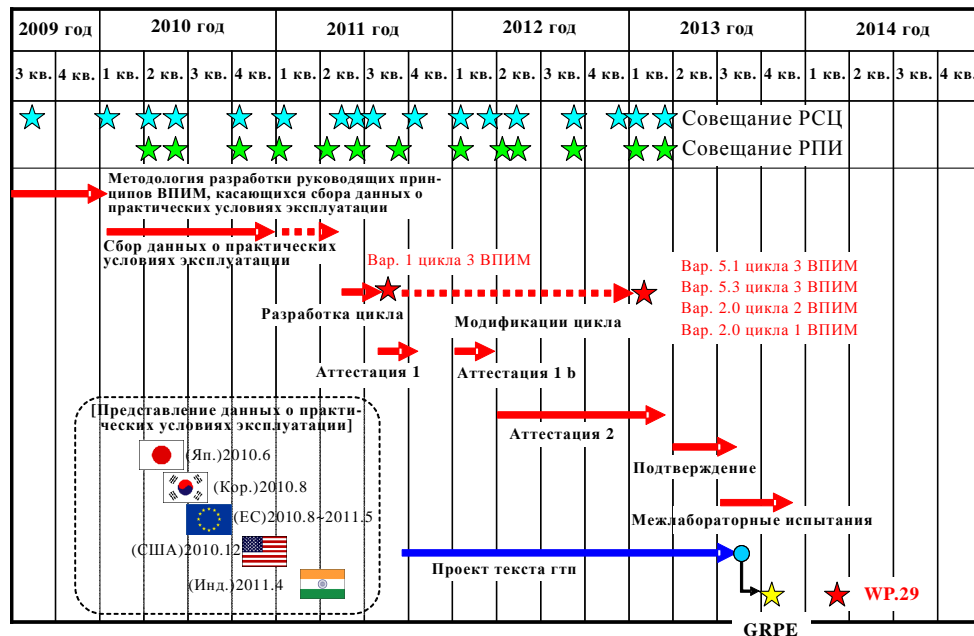 2009 год 2010 год 2011 год 2012 год 2013 год 2014 год
3 кв. 4 кв. 1 кв. 2 кв. 3 кв. 4 кв. 1 кв. 2 кв. 3 кв. 4 кв. 1 кв. 2 кв. 3 кв. 4 кв. 1 кв. 2 кв. 3 кв. 4 кв. 1 кв. 2 кв. 3 кв. 4 кв.
Совещание РСЦ
Совещание РПИ
Методология разработки руководящих прин-
ципов ВПИМ, касающихся сбора данных о
практических условиях эксплуатации
Сбор данных о практических
условиях эксплуатации
Вар. 1 цикла 3 ВПИМ
Вар. 5.1 цикла 3 ВПИМ
Вар. 5.3 цикла 3 ВПИМ
Вар. 2.0 цикла 2 ВПИМ
Вар. 2.0 цикла 1 ВПИМ
Разработка цикла
Модификации цикла
Аттестация 1
Аттестация 1 b
[Представление данных о практи-
ческих условиях эксплуатации]
Аттестация 2
(Яп.)2010.6
Подтверждение
(Кор.)2010.8
(ЕС)2010.8~2011.5
Межлабораторные испытания
(США)2010.12
Проект текста гтп
(Инд.)2011.4
WP.29
GRPE